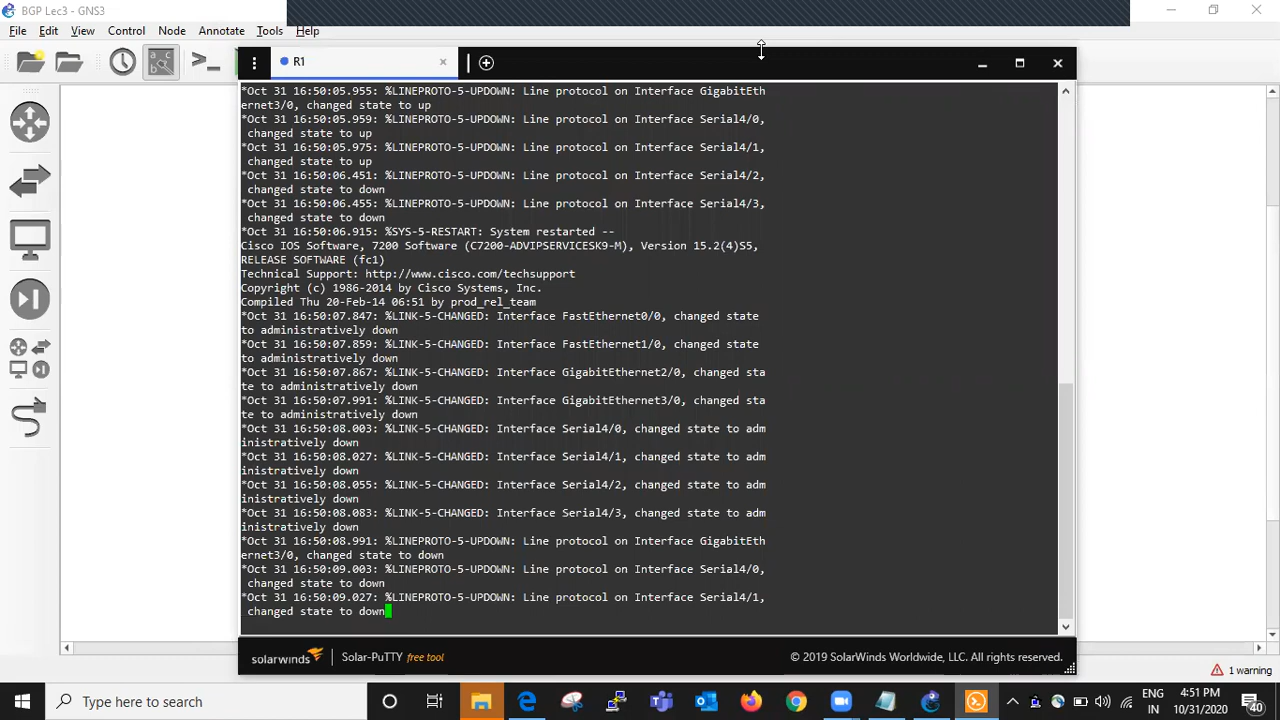 BGP Lec3 - GNS3
File Edit View Control Node Annotate Tools Help
R1
*Oct 31 16:50:05.955: %LINEPROTO-5-UPDOWN: Line protocol on Interface GigabitEth
ernet3/0, changed state to up
*Oct 31 16:50:05.959: %LINEPROTO-5-UPDOWN: Line protocol on Interface Serial4/0,
changed state to up
*Oct 31 16:50:05.975: %LINEPROTO-5-UPDOWN: Line protocol on Interface Serial4/1,
changed state to up
*Oct 31 16:50:06.451: %LINEPROTO-5-UPDOWN: Line protocol on Interface Serial4/2,
changed state to down
*Oct 31 16:50:06.455: %LINEPROTO-5-UPDOWN: Line protocol on Interface Serial4/3,
changed state to down
*Oct 31 16:50:06.915: %SYS-5-RESTART: System restarted --
Cisco IOS Software, 7200 Software (C7200-ADVIPSERVICESK9-M), Version 15.2(4)S5,
RELEASE SOFTWARE (fc1)
Technical Support: http://www.cisco.com/techsupport
Copyright (c) 1986-2014 by Cisco Systems, Inc.
Compiled Thu 20-Feb-14 06:51 by prod_rel_team
*Oct 31 16:50:07.847: %LINK-5-CHANGED: Interface FastEthernet0/0, changed state
to administratively down
*Oct 31 16:50:07.859: %LINK-5-CHANGED: Interface FastEthernet1/0, changed state
to administratively down
*Oct 31 16:50:07.867: %LINK-5-CHANGED: Interface GigabitEthernet2/0, changed sta
te to administratively down
*Oct 31 16:50:07.991: %LINK-5-CHANGED: Interface GigabitEthernet3/0, changed sta
te to administratively down
*Oct 31 16:50:08.003: %LINK-5-CHANGED: Interface Serial4/0, changed state to adm
inistratively down
*Oct 31 16:50:08.027: %LINK-5-CHANGED: Interface Serial4/1, changed state to adm
inistratively down
*Oct 31 16:50:08.055: %LINK-5-CHANGED: Interface Serial4/2, changed state to adm
inistratively down
*Oct 31 16:50:08.083: %LINK-5-CHANGED: Interface Serial4/3, changed state to adm
inistratively down
*Oct 31 16:50:08.991: %LINEPROTO-5-UPDOWN: Line protocol on Interface GigabitEth
ernet3/0, changed state to down
*Oct 31 16:50:09.003: %LINEPROTO-5-UPDOWN: Line protocol on Interface Serial4/0,
changed state to down
*Oct 31 16:50:09.027: %LINEPROTO-5-UPDOWN: Line protocol on Interface Serial4/1,
changed state to down
solarwinds Solar-PuTTY free tool © 2019 SolarWinds Worldwide, LLC. All rights reserved.
1 warning
Type here to search
ENG
IN
4:51 PM
10/31/2020
40